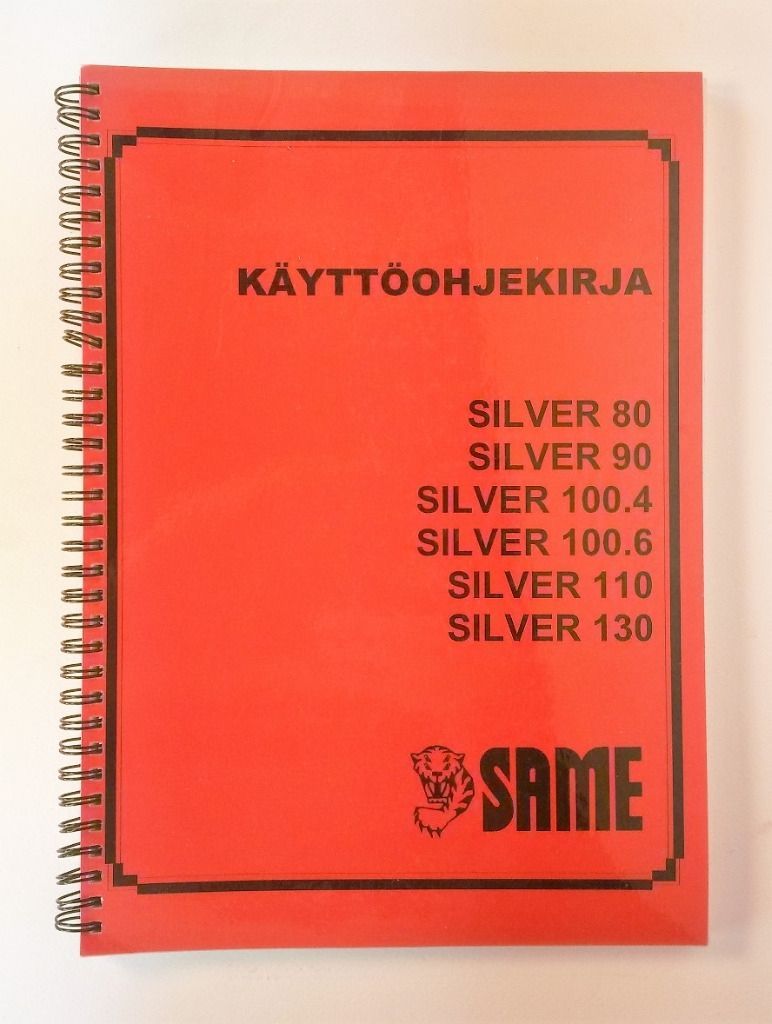 KÄYTTÖOHJEKIRJA
SILVER 80
SILVER 90
SILVER 100.4
SILVER 100.6
SILVER 110
SILVER 130
SAME